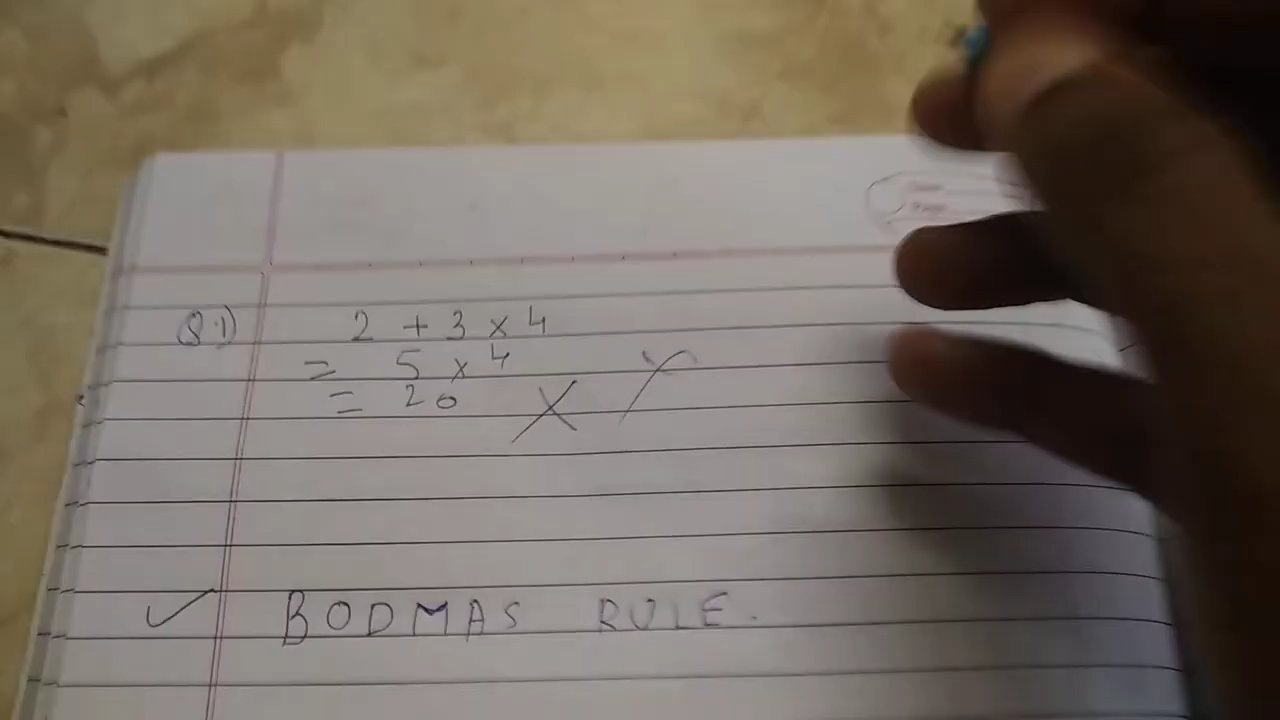 Q.1) 2 + 3 x 4
= 5 x 4
= 20
BODMAS RULE.